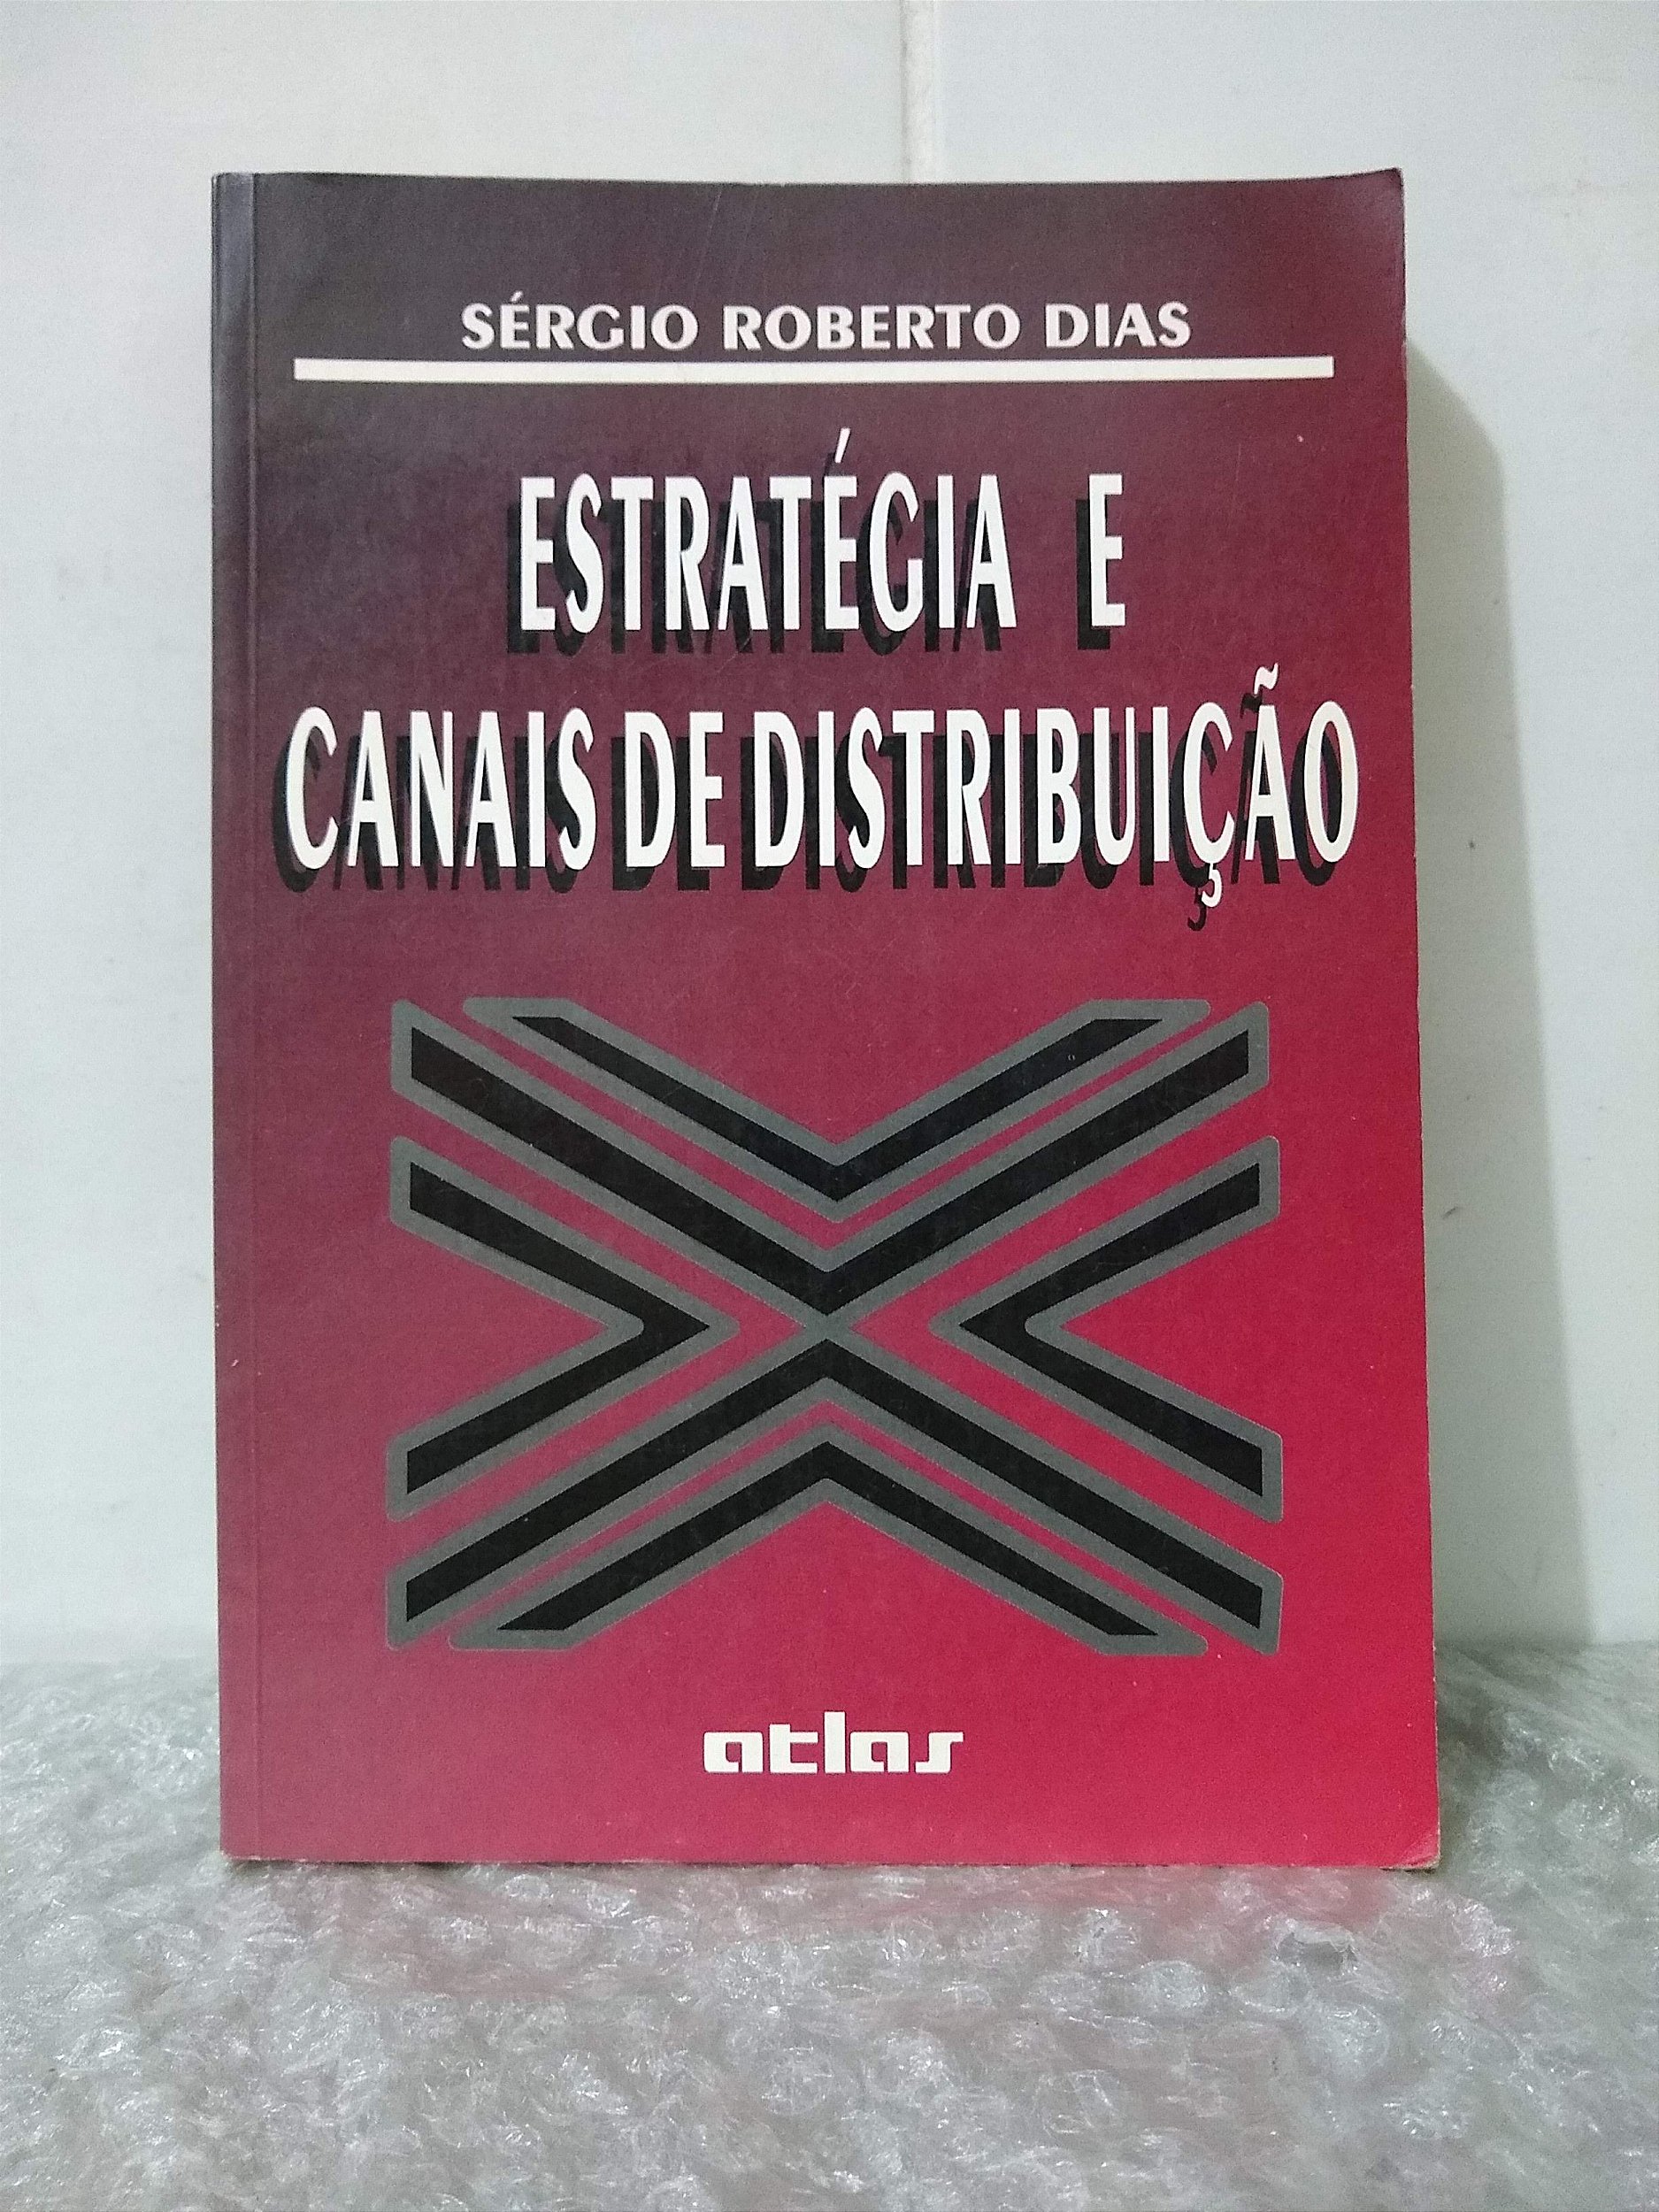 SÉRGIO ROBERTO DIAS
ESTRATÉGIA E
CANAIS DE DISTRIBUIÇÃO
atlas